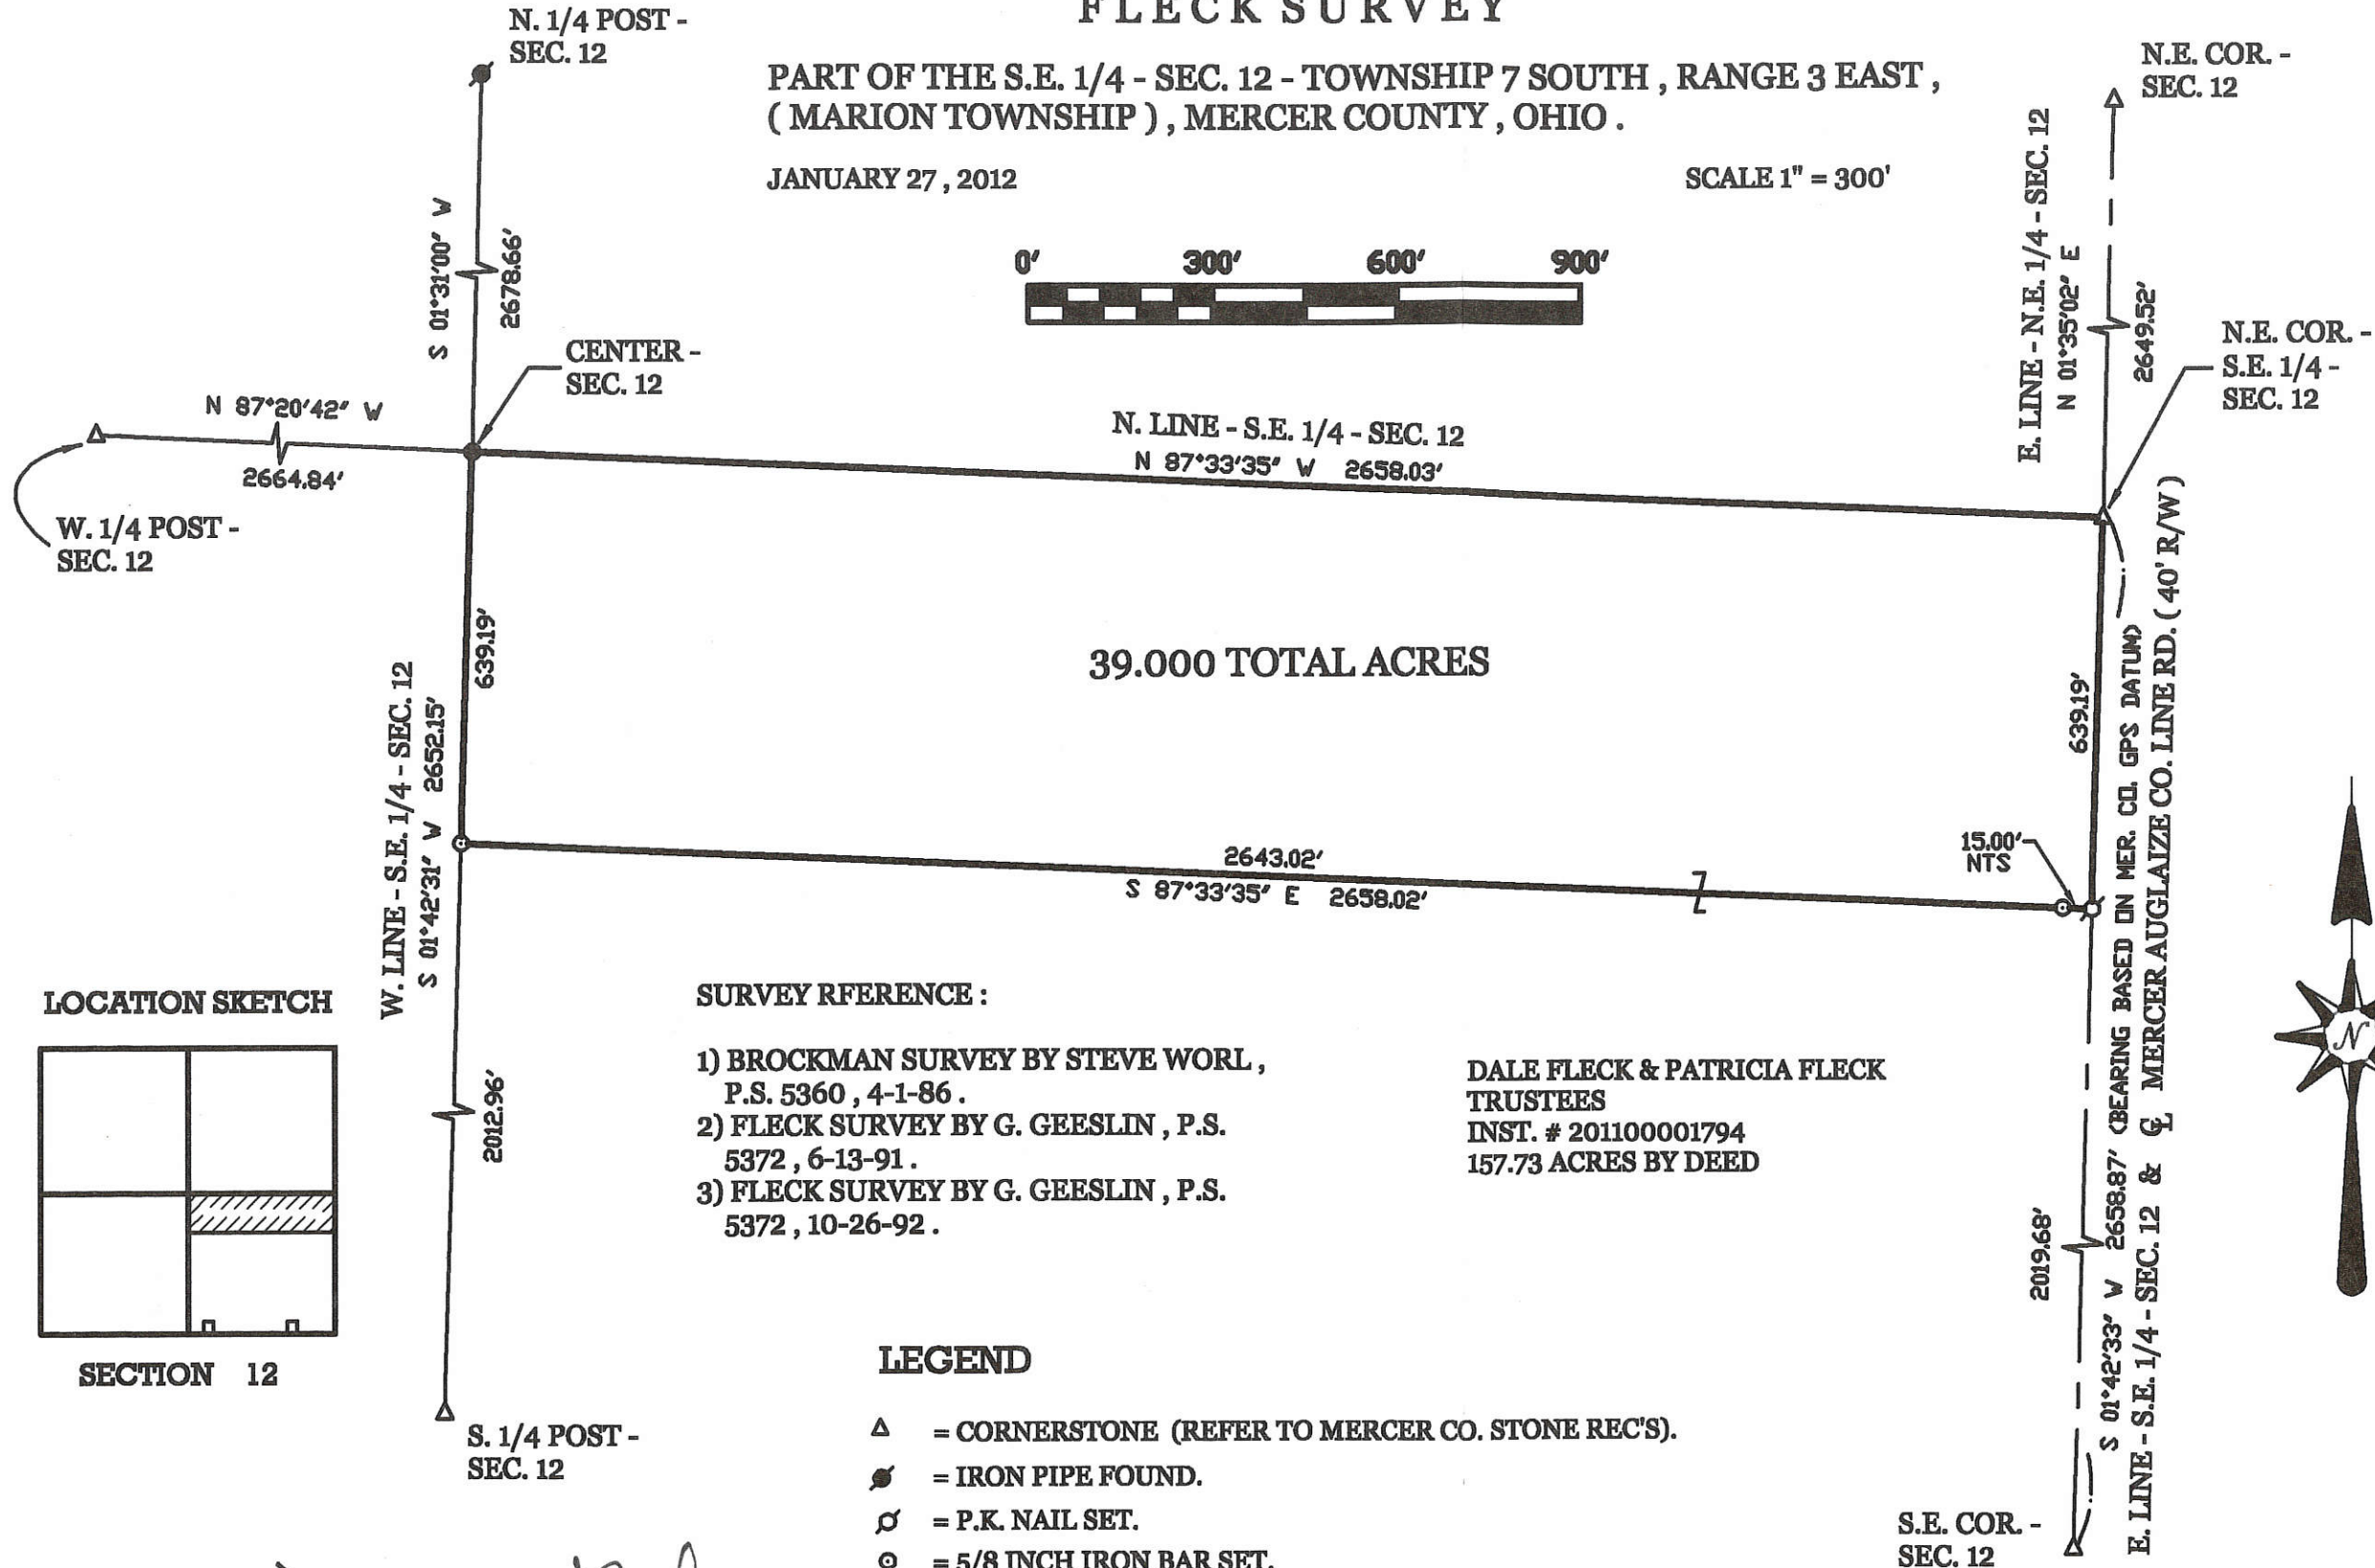 FLECK SURVEY
PART OF THE S.E. 1/4 - SEC. 12 - TOWNSHIP 7 SOUTH , RANGE 3 EAST ,
( MARION TOWNSHIP ) , MERCER COUNTY , OHIO .
JANUARY 27 , 2012
SCALE 1" = 300'
0' 300' 600' 900'
N. 1/4 POST -
SEC. 12
N.E. COR. -
SEC. 12
S 01°31'00" W
2678.66'
E. LINE - N.E. 1/4 - SEC. 12
N 01°35'02" E
2649.52'
CENTER -
SEC. 12
N.E. COR. -
S.E. 1/4 -
SEC. 12
N 87°20'42" W
2664.84'
W. 1/4 POST -
SEC. 12
N. LINE - S.E. 1/4 - SEC. 12
N 87°33'35" W 2658.03'
639.19'
39.000 TOTAL ACRES
639.19'
W. LINE - S.E. 1/4 - SEC. 12
S 01°42'31" W 2652.15'
2643.02'
S 87°33'35" E 2658.02'
15.00'
NTS
S 01°42'33" W 2658.87' (BEARING BASED ON MER. CO. GPS DATUM)
E. LINE - S.E. 1/4 - SEC. 12 & ℄ MERCER AUGLAIZE CO. LINE RD. ( 40' R/W )
LOCATION SKETCH
SECTION 12
2012.96'
2019.68'
SURVEY RFERENCE :
1) BROCKMAN SURVEY BY STEVE WORL ,
P.S. 5360 , 4-1-86 .
2) FLECK SURVEY BY G. GEESLIN , P.S.
5372 , 6-13-91 .
3) FLECK SURVEY BY G. GEESLIN , P.S.
5372 , 10-26-92 .
DALE FLECK & PATRICIA FLECK
TRUSTEES
INST. # 201100001794
157.73 ACRES BY DEED
N
S. 1/4 POST -
SEC. 12
LEGEND
= CORNERSTONE (REFER TO MERCER CO. STONE REC'S).
= IRON PIPE FOUND.
= P.K. NAIL SET.
= 5/8 INCH IRON BAR SET.
S.E. COR. -
SEC. 12